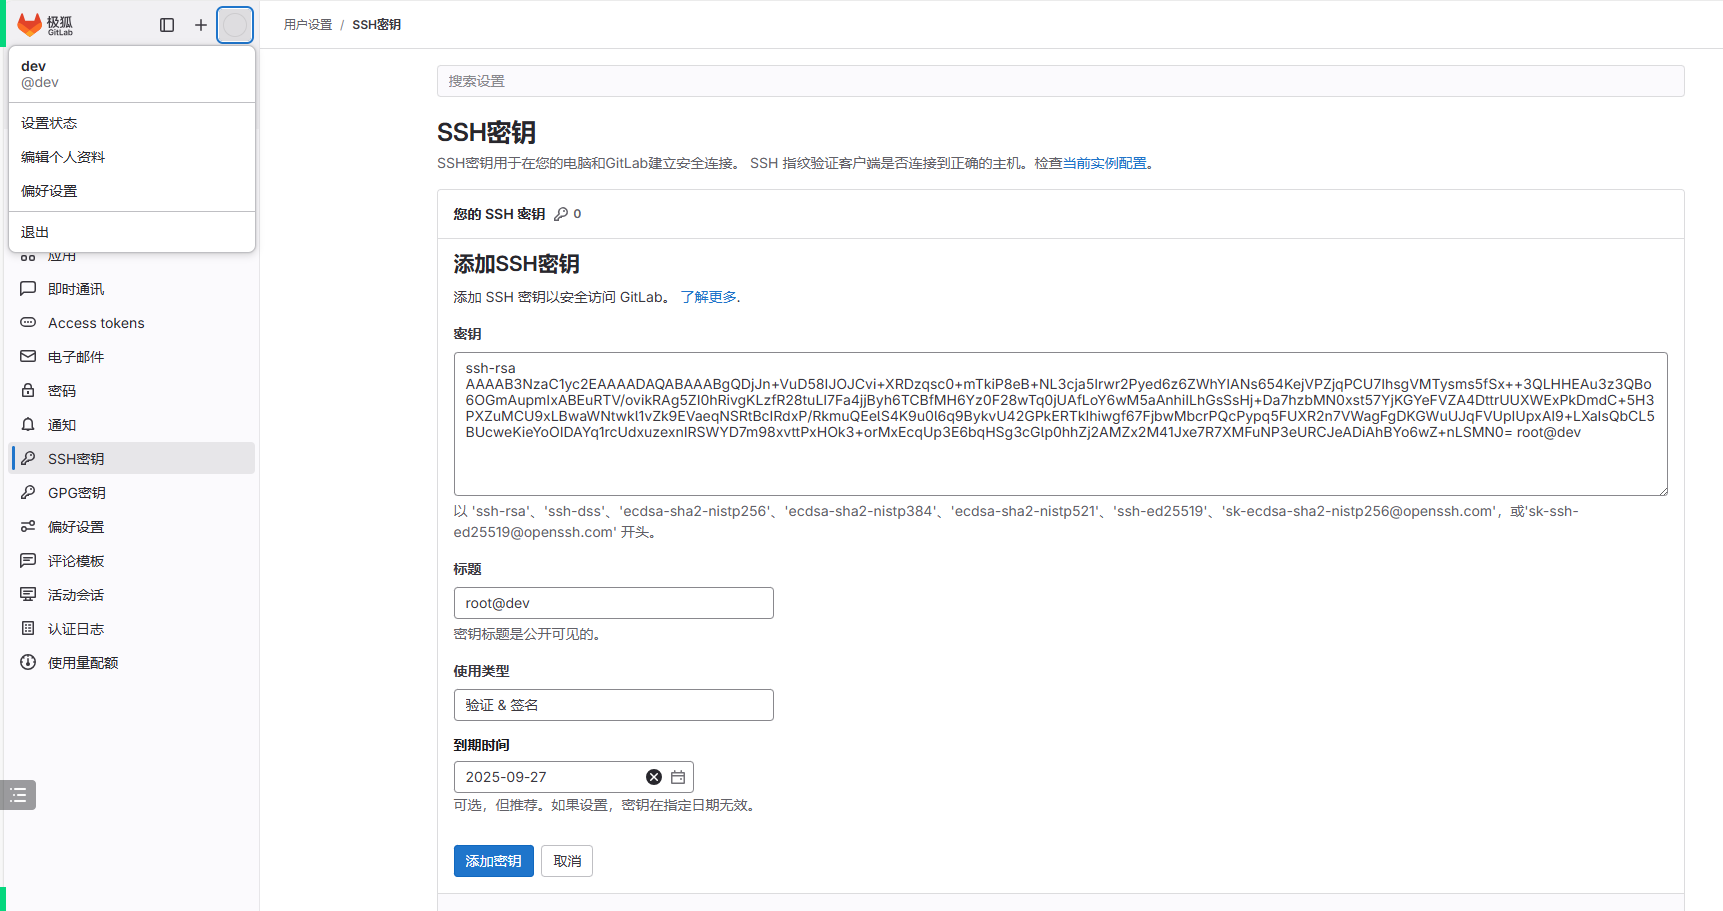 极狐
GitLab
用户设置 / SSH密钥
dev
@dev
设置状态
编辑个人资料
偏好设置
退出
应用
即时通讯
Access tokens
电子邮件
密码
通知
SSH密钥
GPG密钥
偏好设置
评论模板
活动会话
认证日志
使用量配额
搜索设置
SSH密钥
SSH密钥用于在您的电脑和GitLab建立安全连接。 SSH 指纹验证客户端是否连接到正确的主机。检查当前实例配置。
您的 SSH 密钥 0
添加SSH密钥
添加 SSH 密钥以安全访问 GitLab。 了解更多.
密钥
ssh-rsa
AAAAB3NzaC1yc2EAAAADAQABAAABgQDjJn+VuD58IJOJCvi+XRDzqsc0+mTkiP8eB+NL3cja5Irwr2Pyed6z6ZWhYIANs654KejVPZjqPCU7IhsgVMTysms5fSx++3QLHHEAu3z3QBo
6OGmAupmIxABEuRTV/ovikRAg5ZI0hRivgKLzfR28tuLI7Fa4jjByh6TCBfMH6Yz0F28wTq0jUAfLoY6wM5aAnhiILhGsSsHj+Da7hzbMN0xst57YjKGYeFVZA4DttrUUXWExPkDmdC+5H3
PXZuMCU9xLBwaWNtwkl1vZk9EVaeqNSRtBcIRdxP/RkmuQEelS4K9u0l6q9BykvU42GPkERTklhiwgf67FjbwMbcrPQcPypq5FUXR2n7VWagFgDKGWuUJqFVUpIUpxAI9+LXaIsQbCL5
BUcweKieYoOIDAYq1rcUdxuzexnIRSWYD7m98xvttPxHOk3+orMxEcqUp3E6bqHSg3cGlp0hhZj2AMZx2M41Jxe7R7XMFuNP3eURCJeADiAhBYo6wZ+nLSMN0= root@dev
以 'ssh-rsa'、'ssh-dss'、'ecdsa-sha2-nistp256'、'ecdsa-sha2-nistp384'、'ecdsa-sha2-nistp521'、'ssh-ed25519'、'sk-ecdsa-sha2-nistp256@openssh.com'，或'sk-ssh-
ed25519@openssh.com' 开头。
标题
root@dev
密钥标题是公开可见的。
使用类型
验证 & 签名
到期时间
2025-09-27
可选，但推荐。如果设置，密钥在指定日期无效。
添加密钥
取消